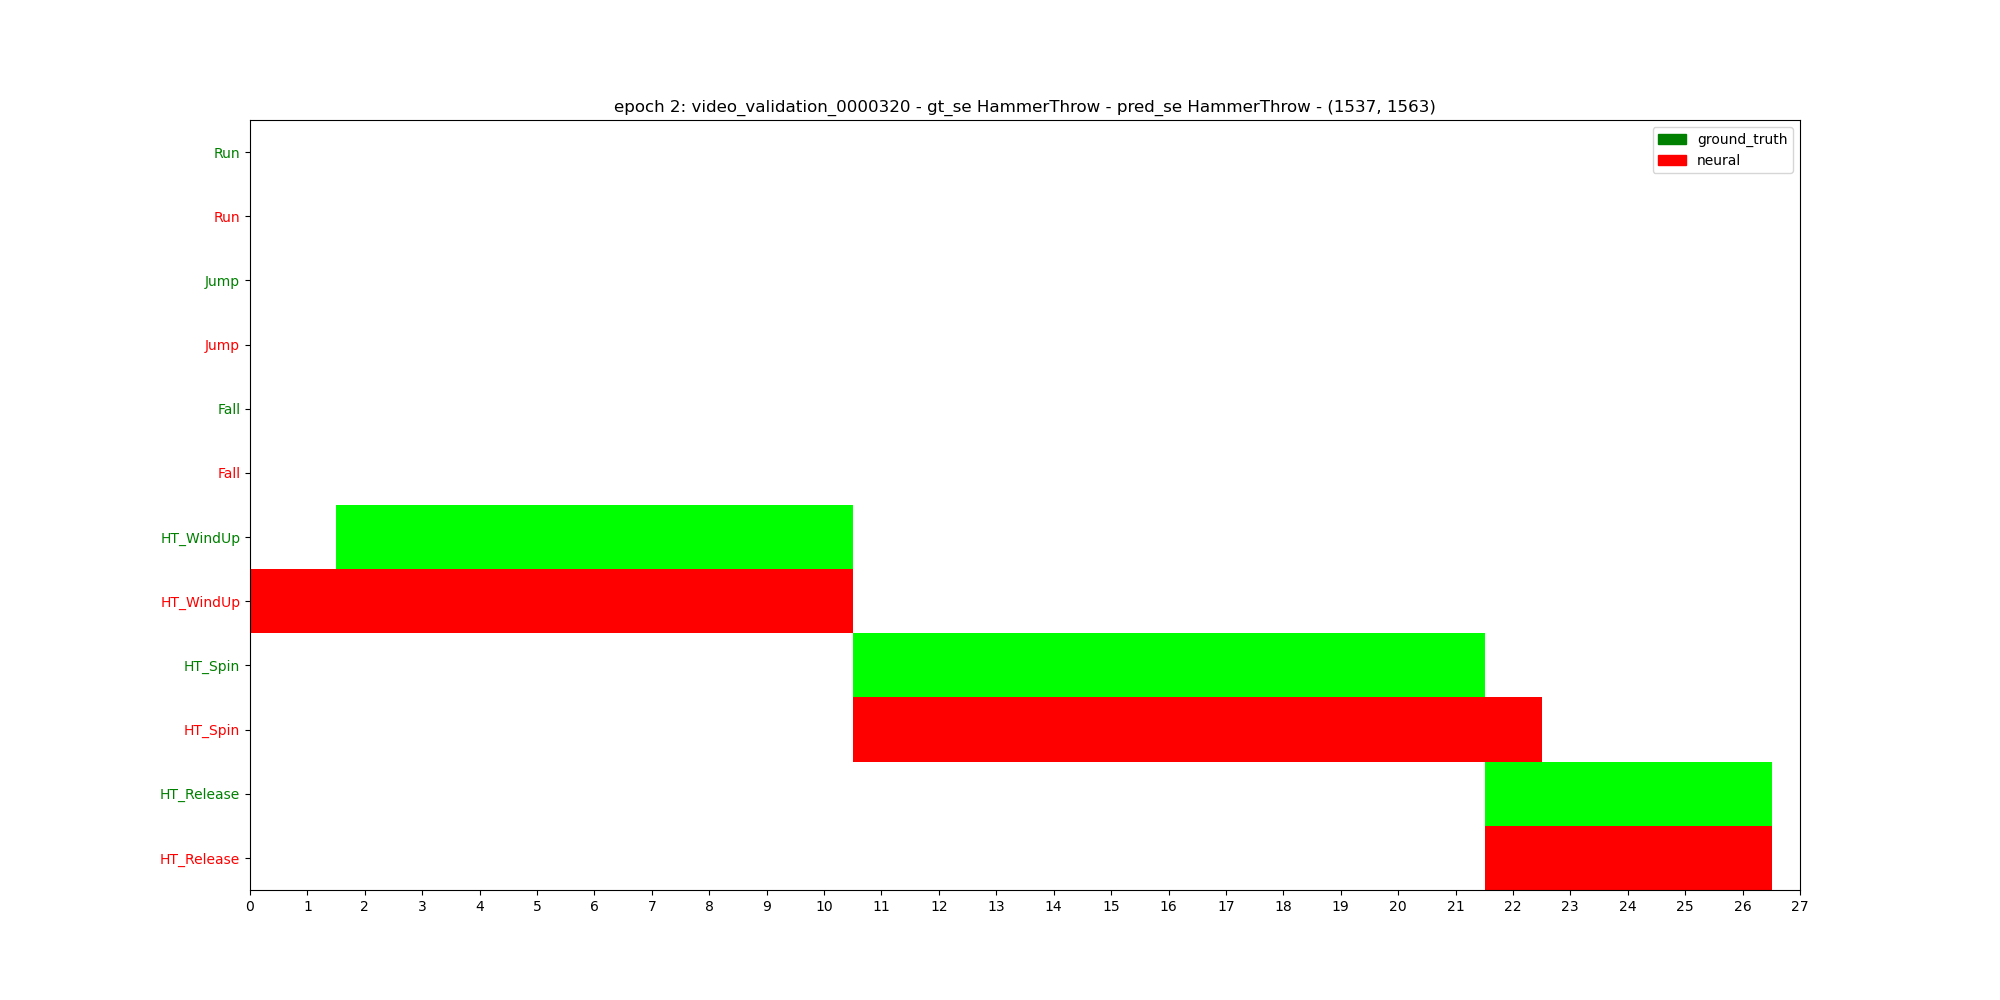 epoch 2: video_validation_0000320 - gt_se HammerThrow - pred_se HammerThrow - (1537, 1563)
ground_truth
neural
Run
Run
Jump
Jump
Fall
Fall
HT_WindUp
HT_WindUp
HT_Spin
HT_Spin
HT_Release
HT_Release
0 1 2 3 4 5 6 7 8 9 10 11 12 13 14 15 16 17 18 19 20 21 22 23 24 25 26 27